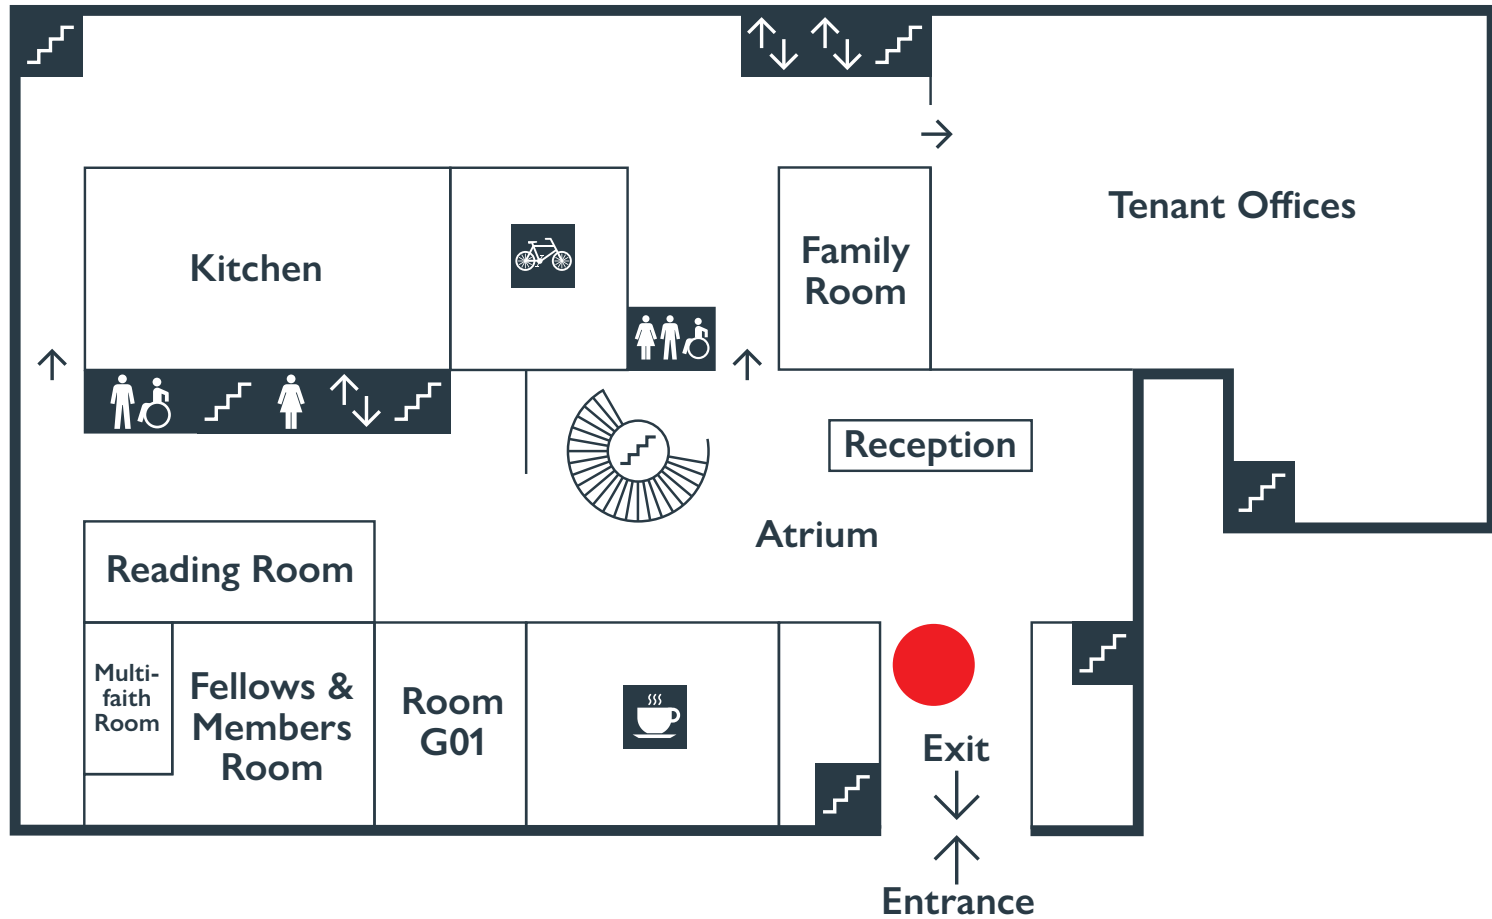 Tenant Offices
Kitchen
Family
Room
Reception
Atrium
Reading Room
Multi-
faith
Room
Fellows &
Members
Room
Room
G01
Exit
Entrance